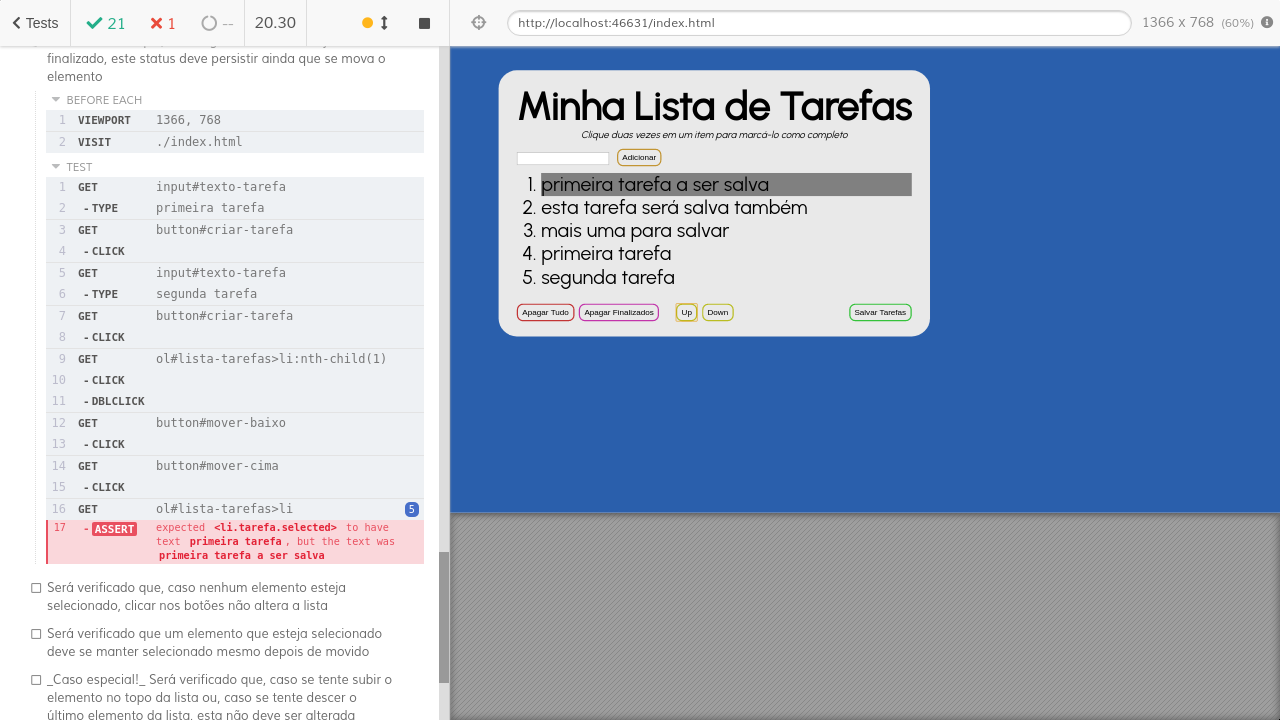 Tests
21
1
--
20.30
http://localhost:46631/index.html
1366 x 768 (60%)
finalizado, este status deve persistir ainda que se mova o
elemento
BEFORE EACH
1 VIEWPORT 1366, 768
2 VISIT ./index.html
TEST
1 GET input#texto-tarefa
2 - TYPE primeira tarefa
3 GET button#criar-tarefa
4 - CLICK
5 GET input#texto-tarefa
6 - TYPE segunda tarefa
7 GET button#criar-tarefa
8 - CLICK
9 GET ol#lista-tarefas>li:nth-child(1)
10 - CLICK
11 - DBLCLICK
12 GET button#mover-baixo
13 - CLICK
14 GET button#mover-cima
15 - CLICK
16 GET ol#lista-tarefas>li 5
17 - ASSERT expected <li.tarefa.selected> to have
text primeira tarefa, but the text was
primeira tarefa a ser salva
Será verificado que, caso nenhum elemento esteja
selecionado, clicar nos botões não altera a lista
Será verificado que um elemento que esteja selecionado
deve se manter selecionado mesmo depois de movido
_Caso especial!_ Será verificado que, caso se tente subir o
elemento no topo da lista ou, caso se tente descer o
último elemento da lista, esta não deve ser alterada
Minha Lista de Tarefas
Clique duas vezes em um item para marcá-lo como completo
Adicionar
1. primeira tarefa a ser salva
2. esta tarefa será salva também
3. mais uma para salvar
4. primeira tarefa
5. segunda tarefa
Apagar Tudo Apagar Finalizados Up Down Salvar Tarefas